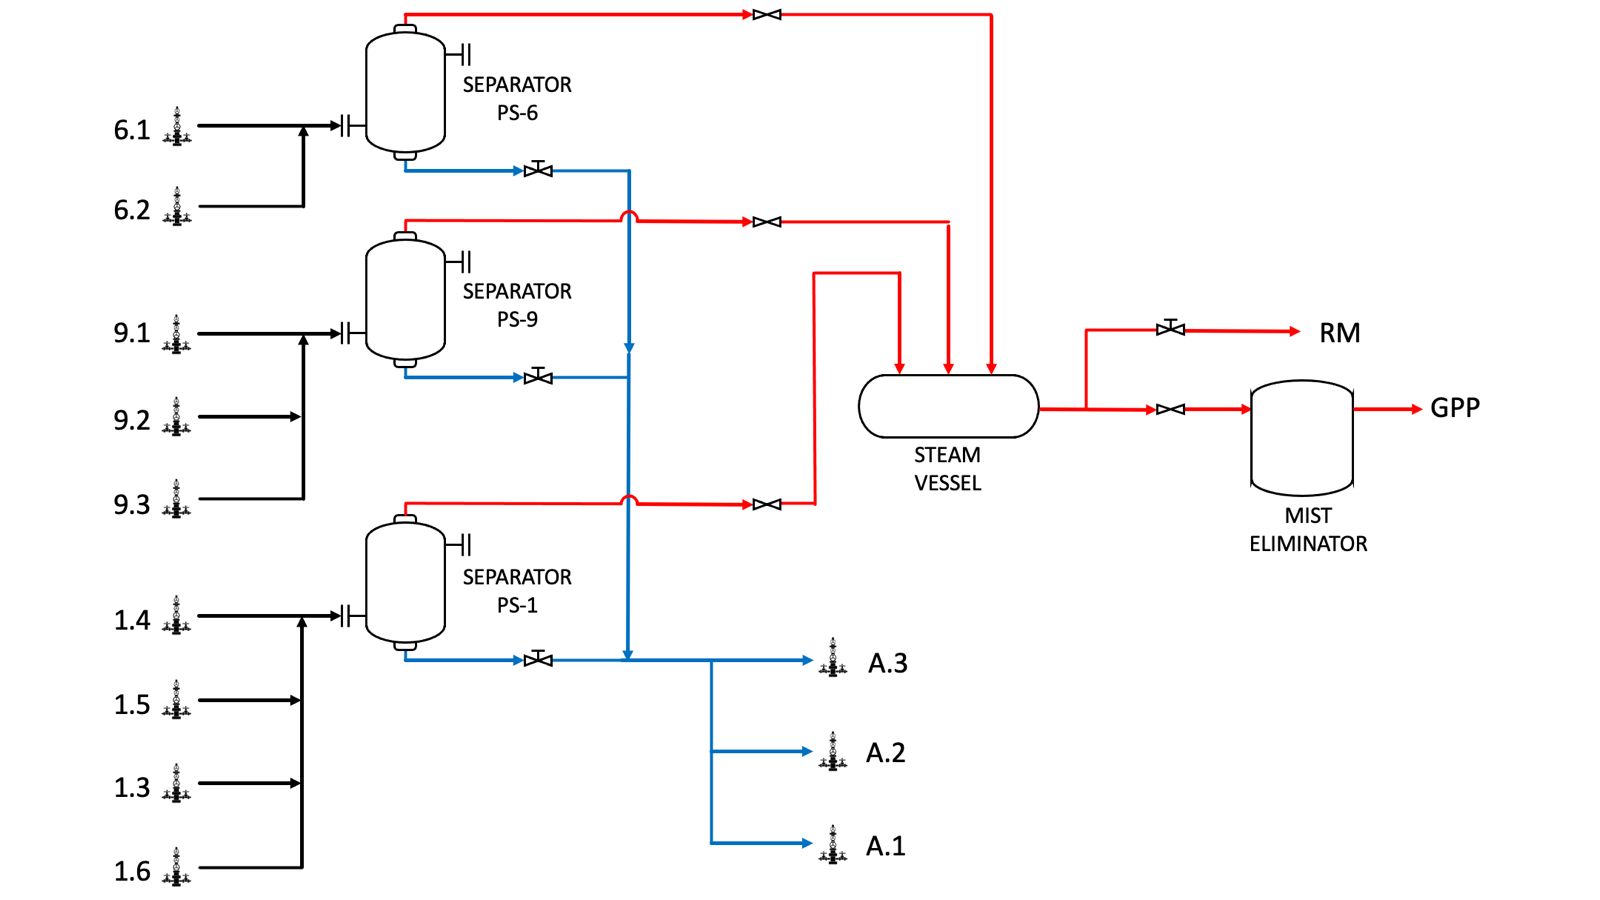 SEPARATOR
PS-6
6.1
6.2
SEPARATOR
PS-9
9.1
9.2
9.3
RM
GPP
STEAM
VESSEL
MIST
ELIMINATOR
SEPARATOR
PS-1
1.4
1.5
1.3
1.6
A.3
A.2
A.1